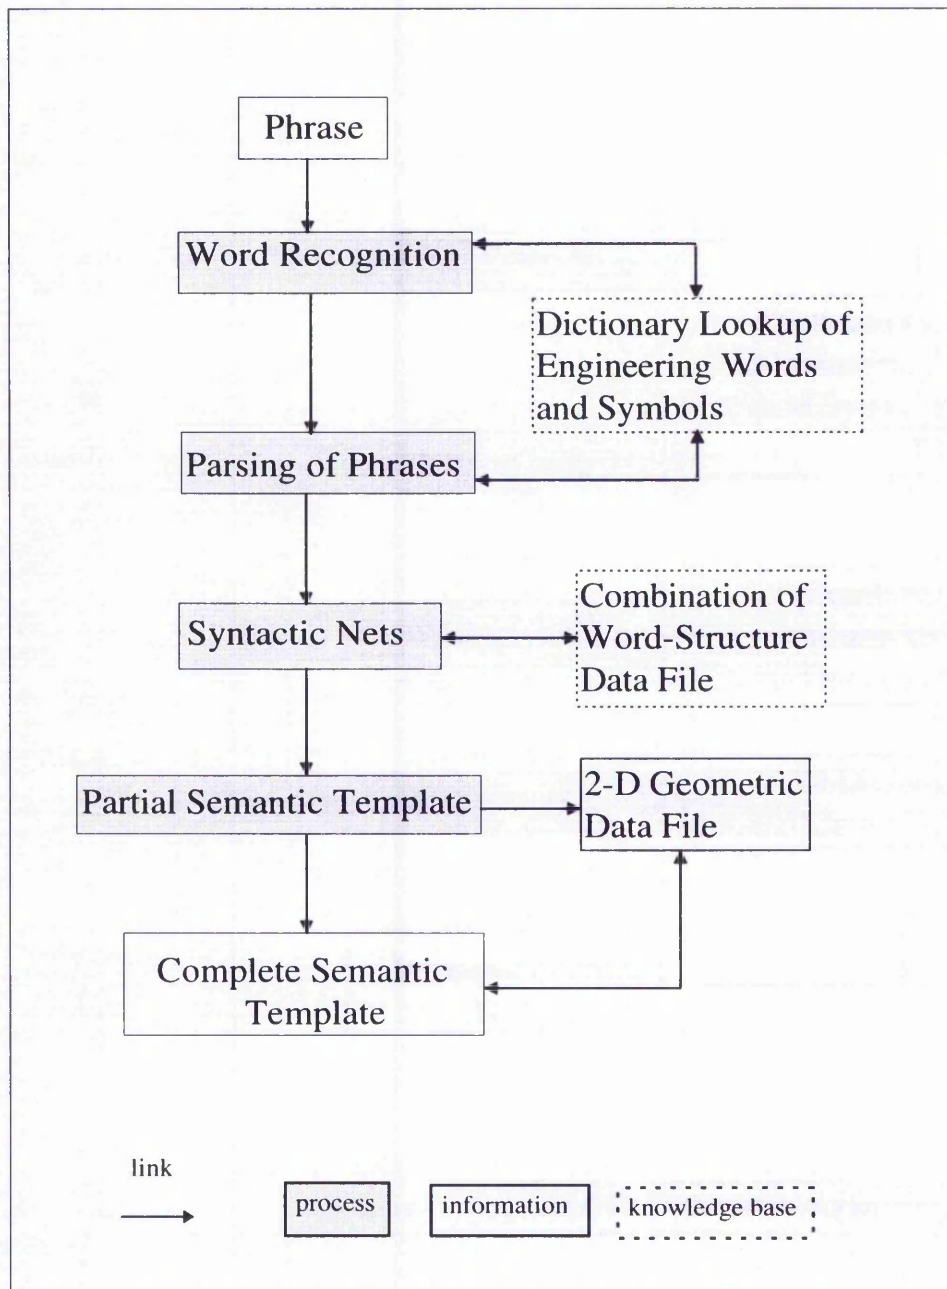 Phrase
Word Recognition
Dictionary Lookup of
Engineering Words
and Symbols
Parsing of Phrases
Combination of
Word-Structure
Data File
Syntactic Nets
Partial Semantic Template
2-D Geometric
Data File
Complete Semantic
Template
link
process
information
knowledge base